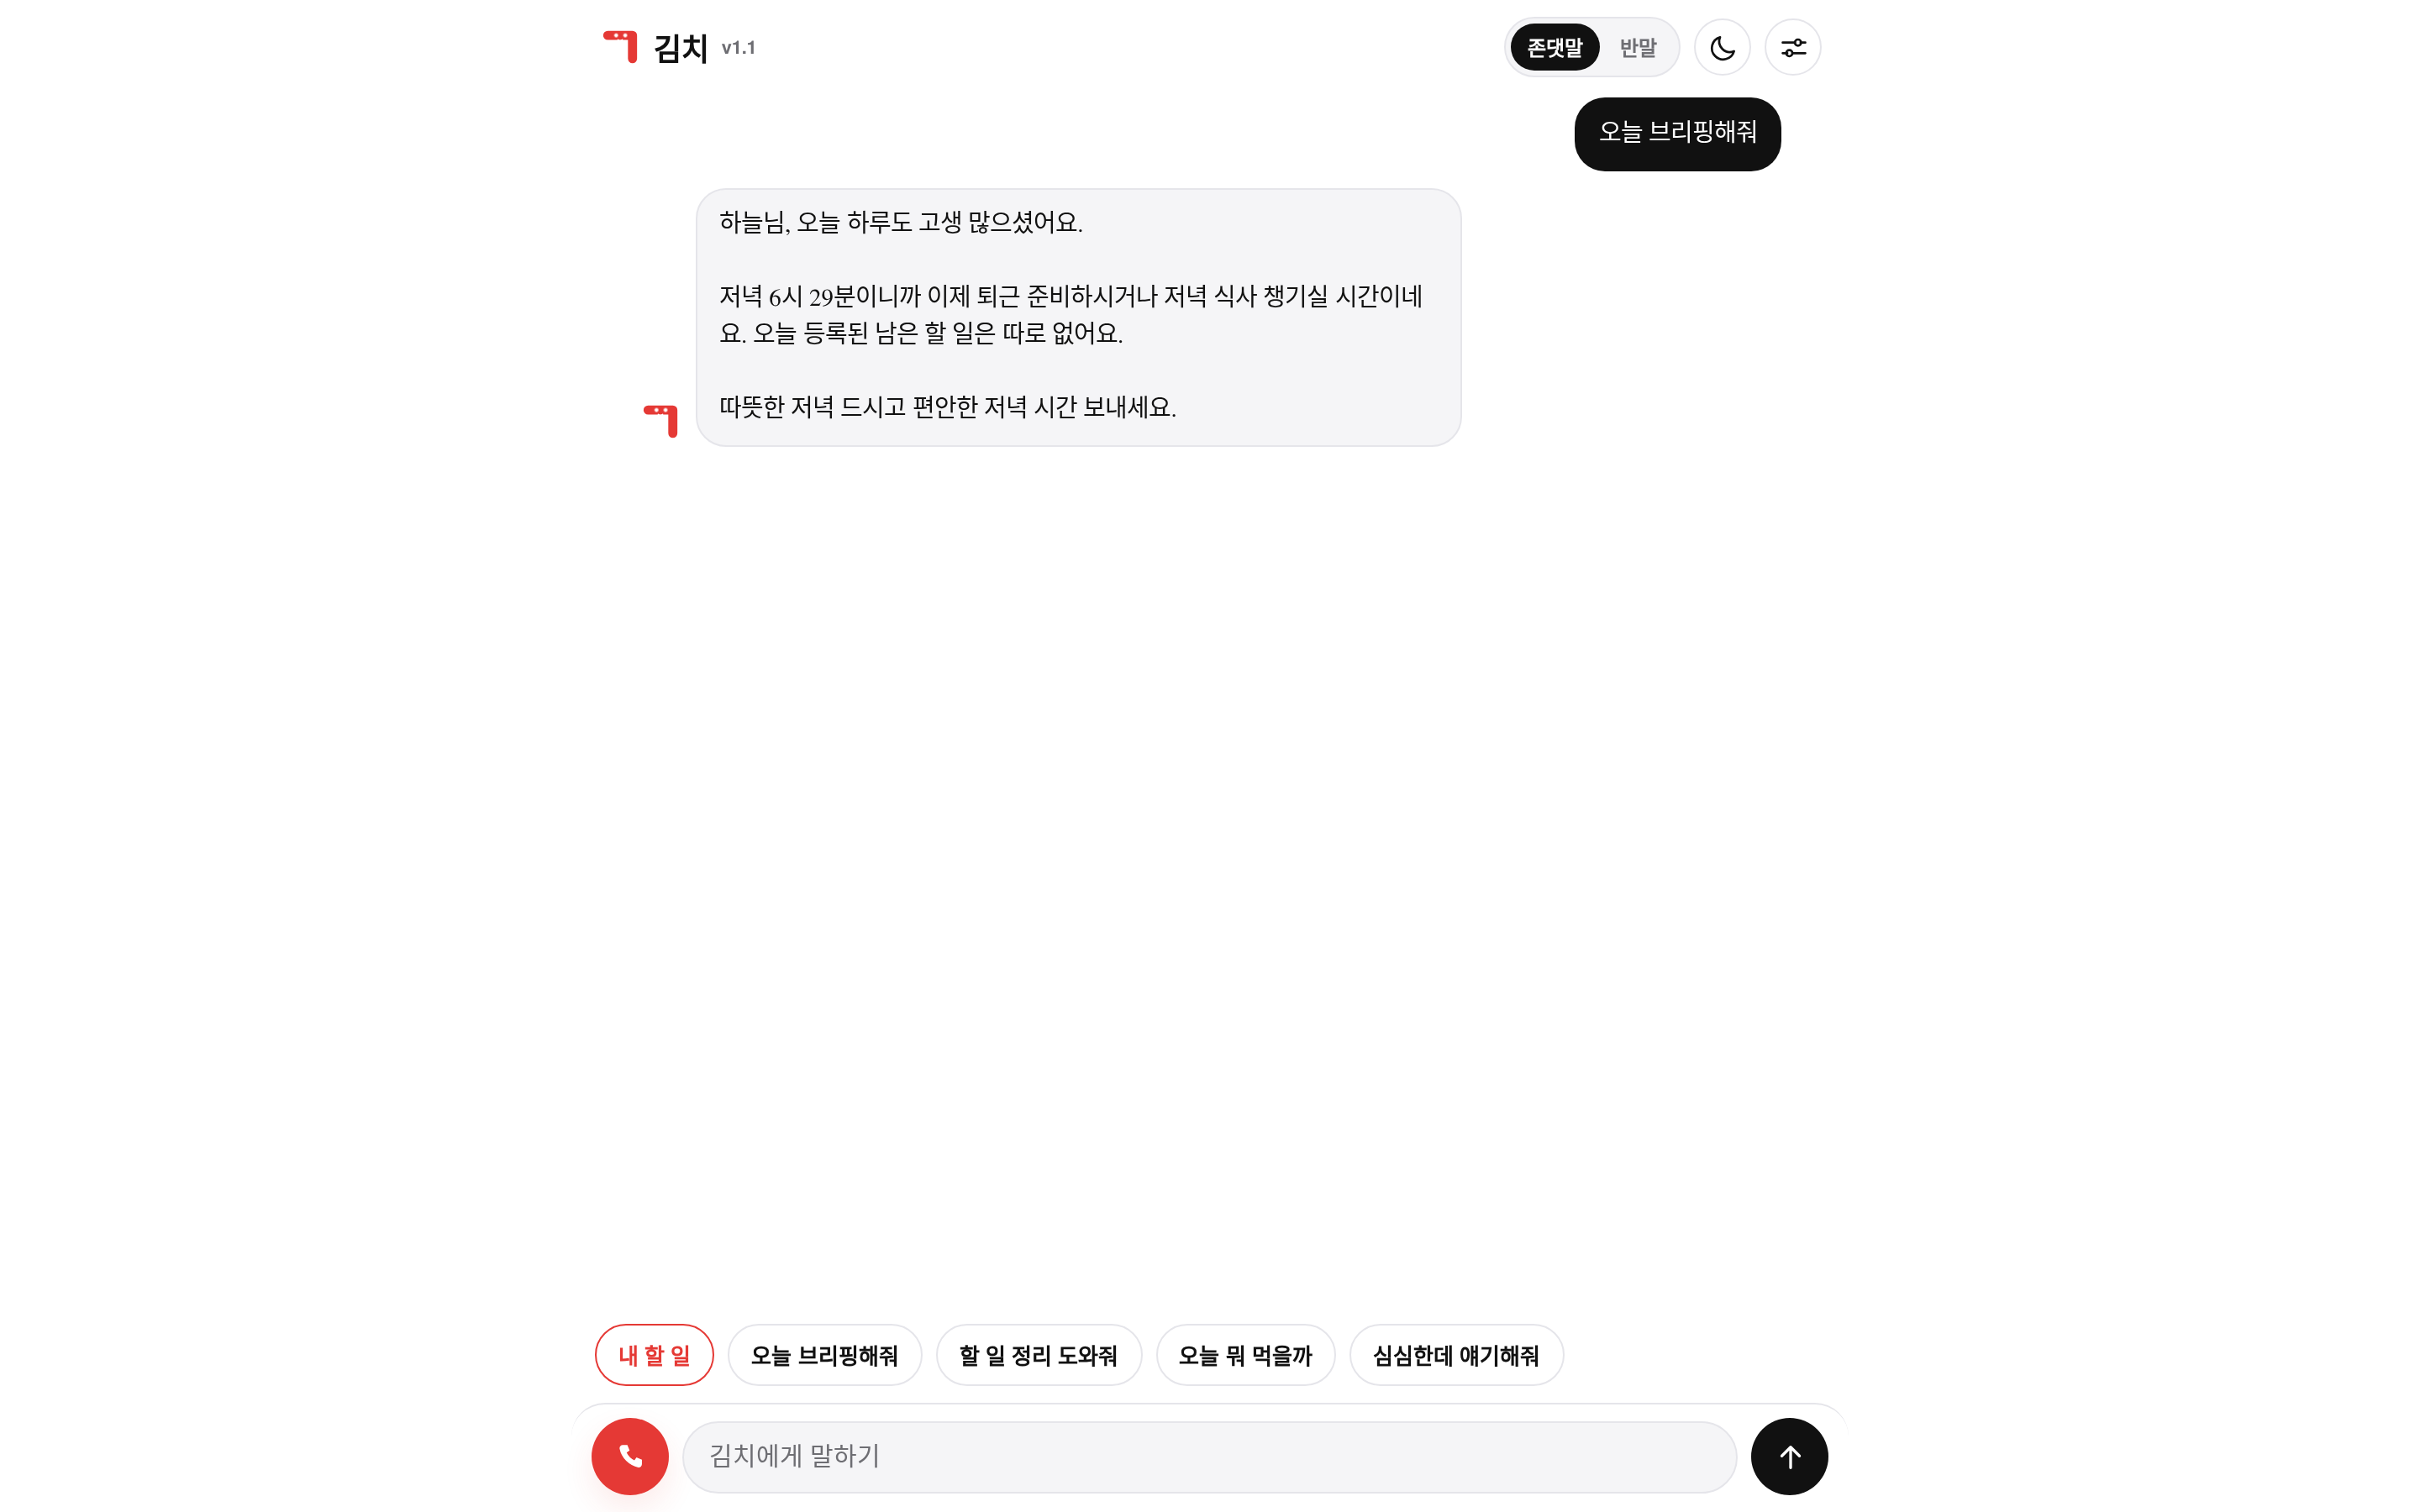 김치 v1.1
존댓말 반말
오늘 브리핑해줘
하늘님, 오늘 하루도 고생 많으셨어요.
저녁 6시 29분이니까 이제 퇴근 준비하시거나 저녁 식사 챙기실 시간이네
요. 오늘 등록된 남은 할 일은 따로 없어요.
따뜻한 저녁 드시고 편안한 저녁 시간 보내세요.
내 할 일 오늘 브리핑해줘 할 일 정리 도와줘 오늘 뭐 먹을까 심심한데 얘기해줘
김치에게 말하기